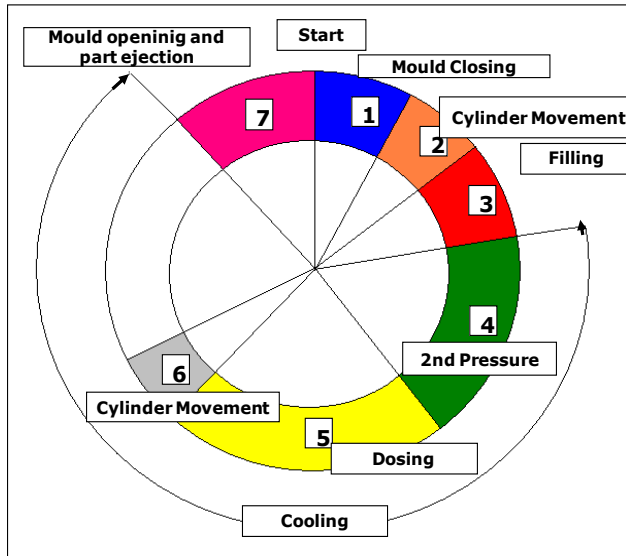 Mould openinig and
part ejection
Start
Mould Closing
7
1
Cylinder Movement
2
Filling
3
4
2nd Pressure
6
Cylinder Movement
5
Dosing
Cooling